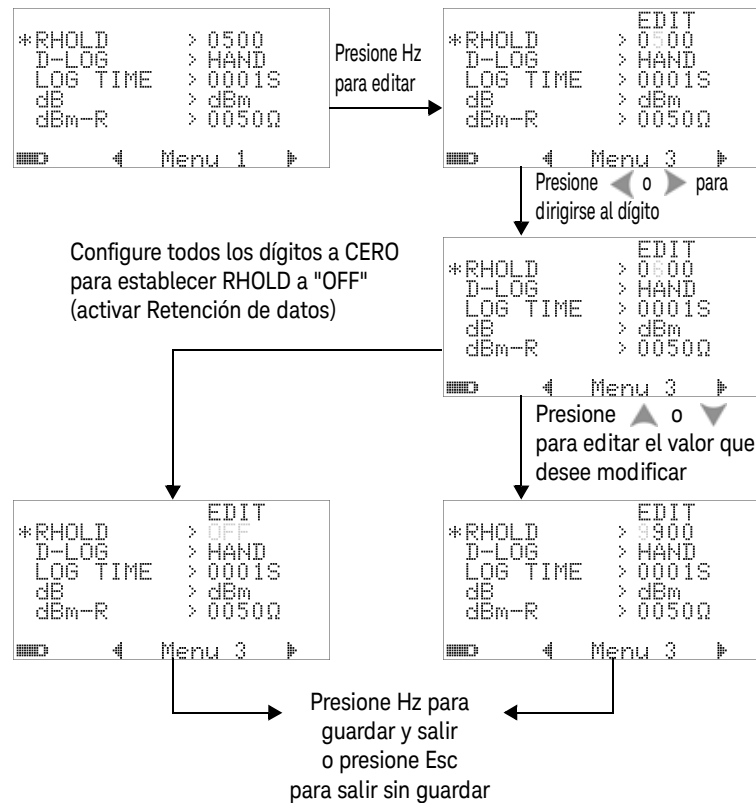 *RHOLD > 0500
D-LOG > HAND
LOG TIME > 0001S
dB > dBm
dBm-R > 0050Ω
Menu 1
Presione Hz
para editar
EDIT
*RHOLD > 0500
D-LOG > HAND
LOG TIME > 0001S
dB > dBm
dBm-R > 0050Ω
Menu 3
Presione ◀ o ▶ para
dirigirse al dígito
Configure todos los dígitos a CERO
para establecer RHOLD a "OFF"
(activar Retención de datos)
EDIT
*RHOLD > 0600
D-LOG > HAND
LOG TIME > 0001S
dB > dBm
dBm-R > 0050Ω
Menu 3
Presione ▲ o ▼
para editar el valor que
desee modificar
EDIT
*RHOLD > OFF
D-LOG > HAND
LOG TIME > 0001S
dB > dBm
dBm-R > 0050Ω
Menu 3
EDIT
*RHOLD > 9900
D-LOG > HAND
LOG TIME > 0001S
dB > dBm
dBm-R > 0050Ω
Menu 3
Presione Hz para
guardar y salir
o presione Esc
para salir sin guardar